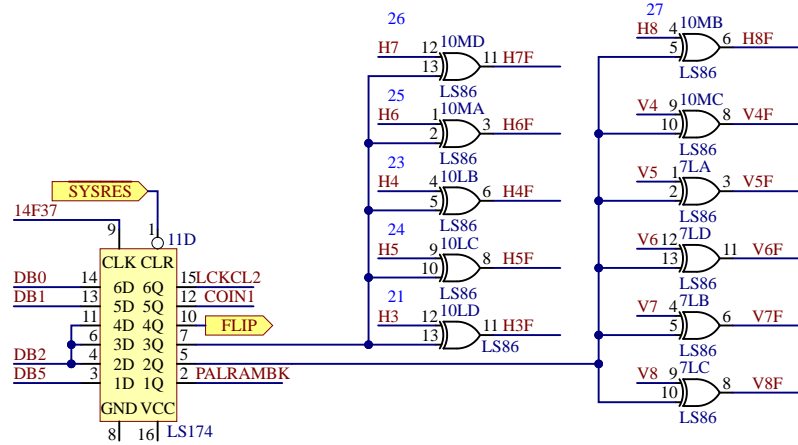 26
H7 12 10MD 11 H7F
13
LS86
25
H6 1 10MA 3 H6F
2
LS86
23
H4 4 10LB 6 H4F
5
LS86
24
H5 9 10LC 8 H5F
10
LS86
21
H3 12 10LD 11 H3F
13
LS86
27
H8 4 10MB 6 H8F
5
LS86
V4 9 10MC 8 V4F
10
LS86
V5 1 7LA 3 V5F
2
LS86
V6 12 7LD 11 V6F
13
LS86
V7 4 7LB 6 V7F
5
LS86
V8 9 7LC 8 V8F
10
LS86
SYSRES
14F37
9 1 11D
CLK CLR
DB0 14 6D 6Q 15 LCKCL2
DB1 13 5D 5Q 12 COIN1
11 4D 4Q 10 FLIP
6 3D 3Q 7
DB2 4 2D 2Q 5
DB5 3 1D 1Q 2 PALRAMBK
GND VCC
8 16 LS174